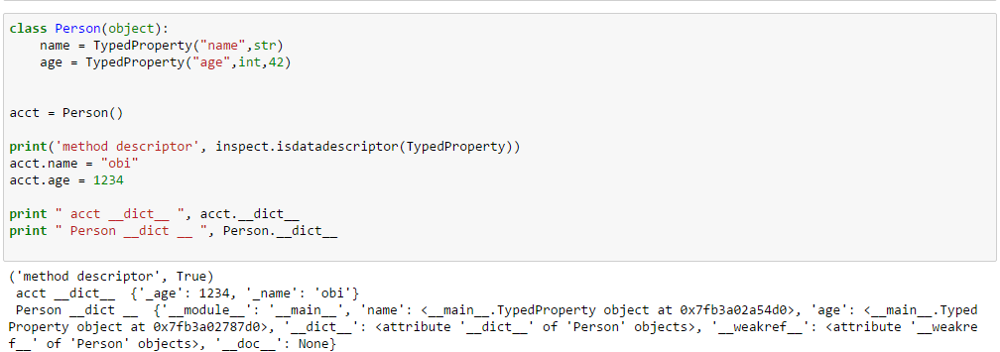 class Person(object):
    name = TypedProperty("name",str)
    age = TypedProperty("age",int,42)
acct = Person()
print('method descriptor', inspect.isdatadescriptor(TypedProperty))
acct.name = "obi"
acct.age = 1234
print " acct __dict__ ", acct.__dict__
print " Person __dict __ ", Person.__dict__
('method descriptor', True)
 acct __dict__  {'_age': 1234, '_name': 'obi'}
 Person __dict __  {'__module__': '__main__', 'name': <__main__.TypedProperty object at 0x7fb3a02a54d0>, 'age': <__main__.Typed
Property object at 0x7fb3a02787d0>, '__dict__': <attribute '__dict__' of 'Person' objects>, '__weakref__': <attribute '__weakre
f__' of 'Person' objects>, '__doc__': None}